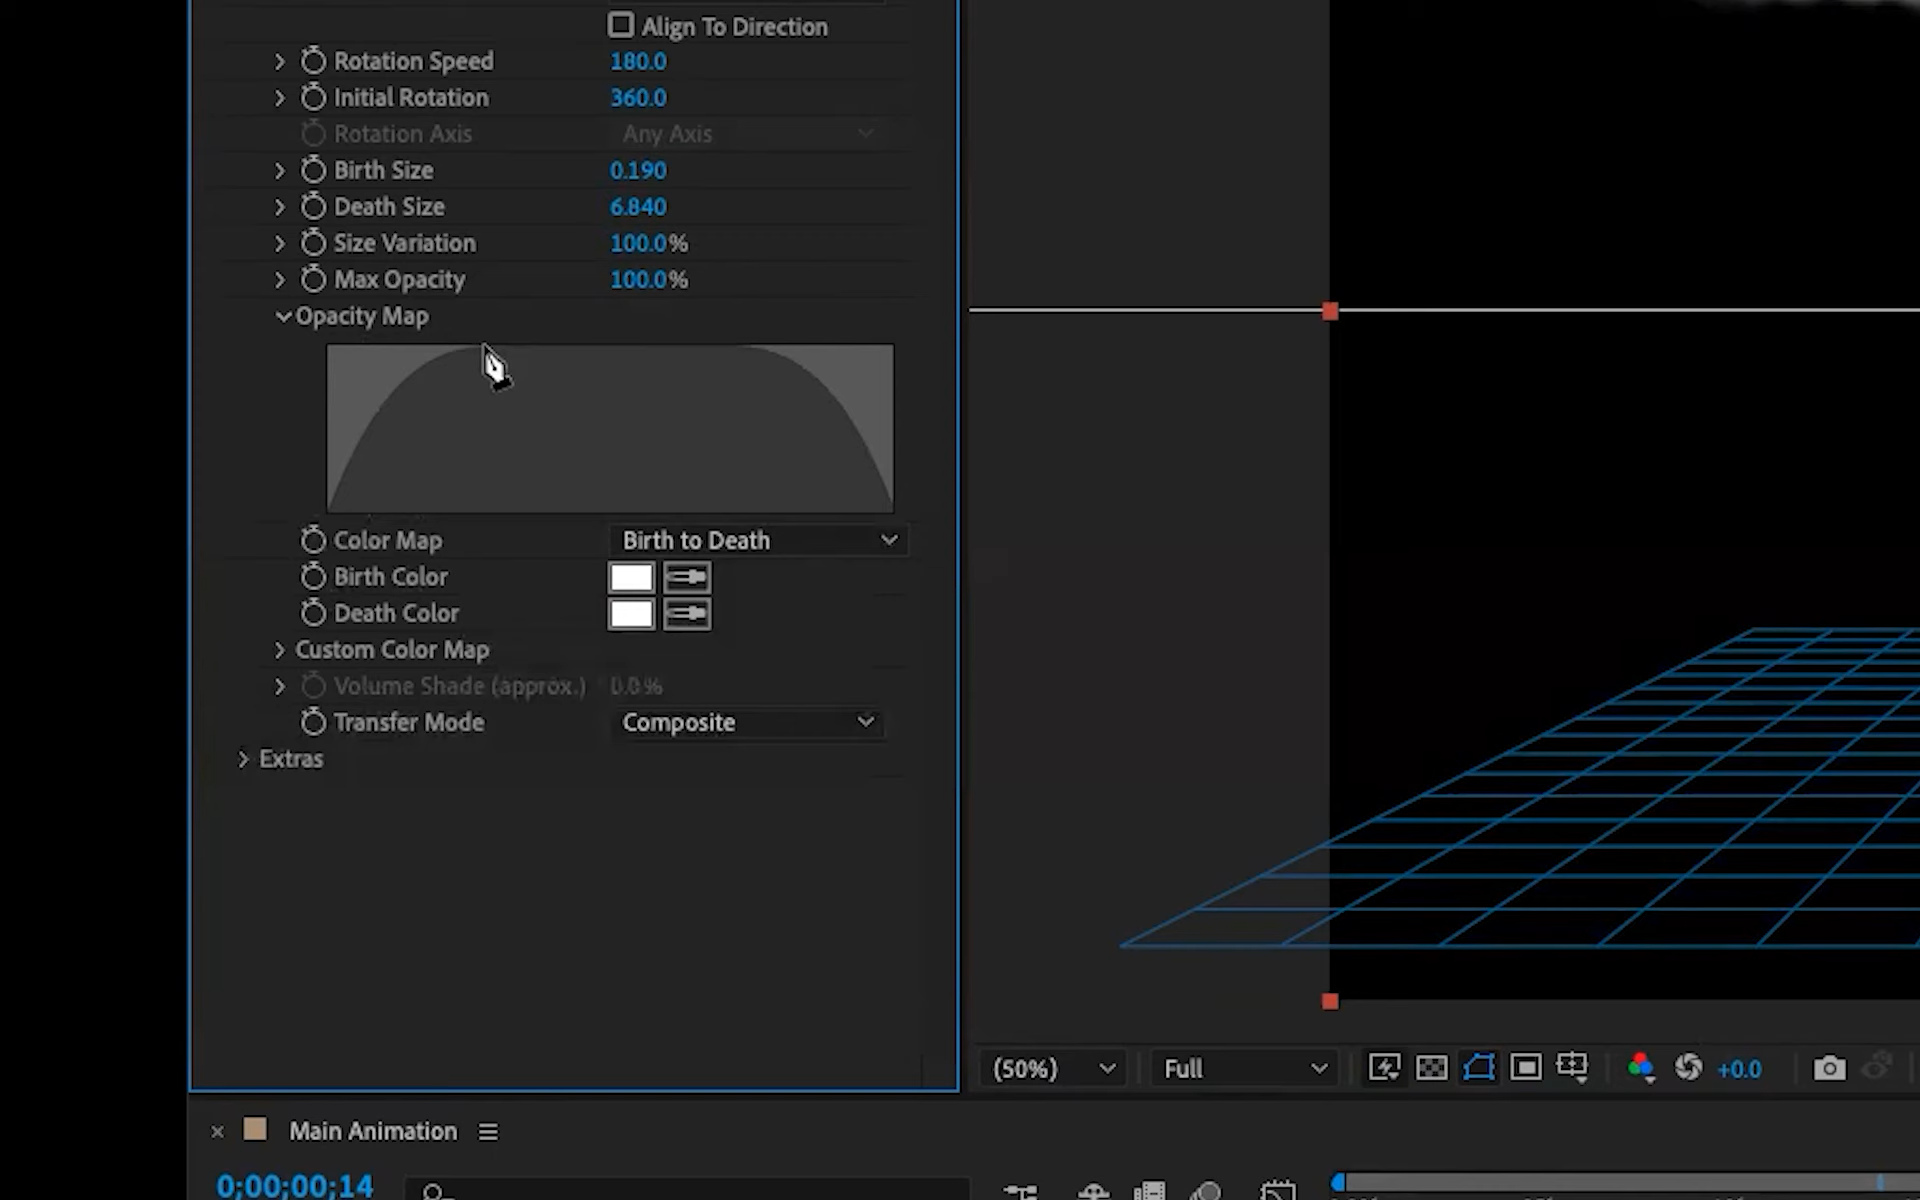 Align To Direction
Rotation Speed 180.0
Initial Rotation 360.0
Rotation Axis Any Axis
Birth Size 0.190
Death Size 6.840
Size Variation 100.0%
Max Opacity 100.0%
Opacity Map
Color Map Birth to Death
Birth Color
Death Color
Custom Color Map
Volume Shade (approx.) 0.0%
Transfer Mode Composite
Extras
(50%) Full +0.0
Main Animation
0;00;00;14